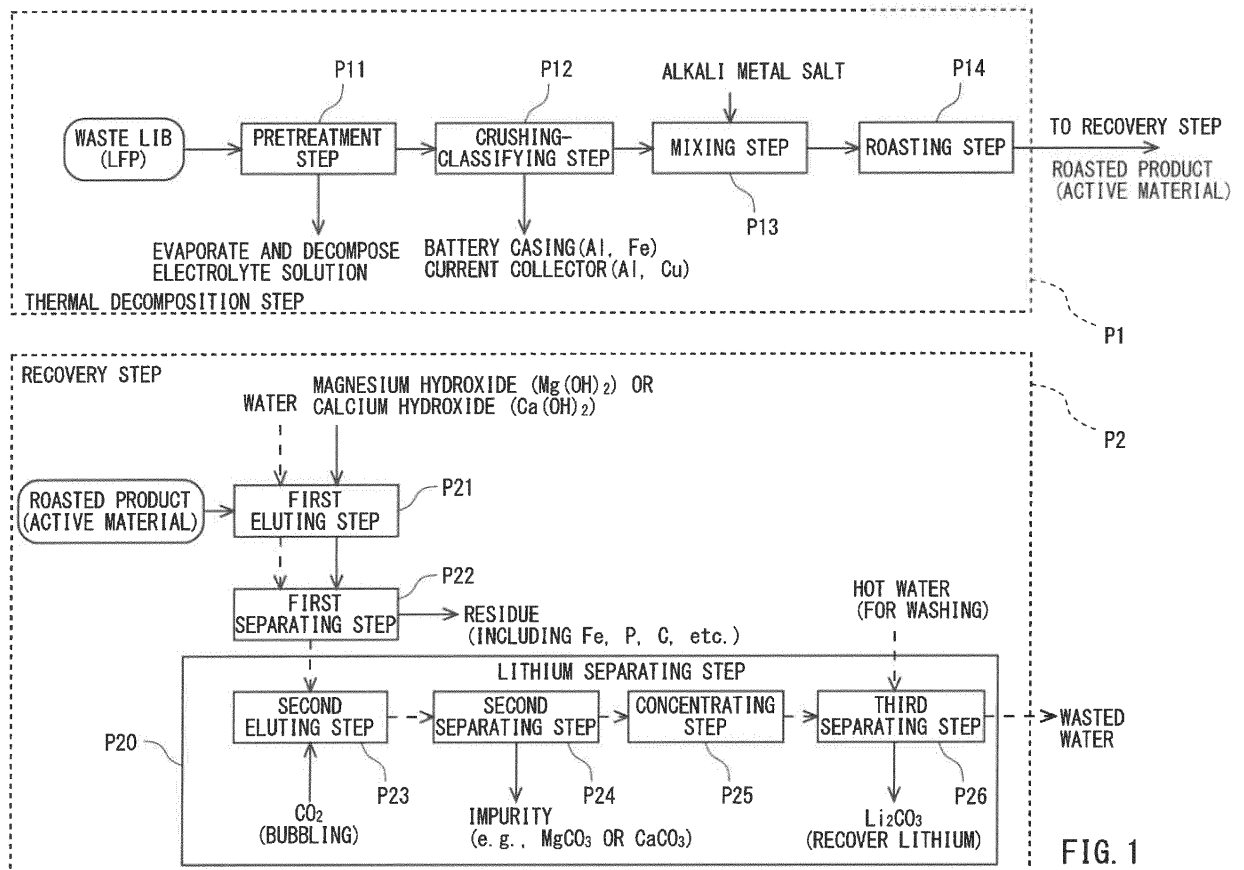 P11
P12
ALKALI METAL SALT
P14
WASTE LIB
(LFP)
PRETREATMENT
STEP
CRUSHING-
CLASSIFYING STEP
MIXING STEP
ROASTING STEP
TO RECOVERY STEP
ROASTED PRODUCT
(ACTIVE MATERIAL)
P13
EVAPORATE AND DECOMPOSE
ELECTROLYTE SOLUTION
BATTERY CASING(Al, Fe)
CURRENT COLLECTOR(Al, Cu)
THERMAL DECOMPOSITION STEP
P1
RECOVERY STEP
WATER
MAGNESIUM HYDROXIDE (Mg(OH)₂) OR
CALCIUM HYDROXIDE (Ca(OH)₂)
P2
P21
ROASTED PRODUCT
(ACTIVE MATERIAL)
FIRST
ELUTING STEP
P22
FIRST
SEPARATING STEP
RESIDUE
(INCLUDING Fe, P, C, etc.)
HOT WATER
(FOR WASHING)
LITHIUM SEPARATING STEP
SECOND
ELUTING STEP
SECOND
SEPARATING STEP
CONCENTRATING
STEP
THIRD
SEPARATING STEP
WASTED
WATER
P20
P23
P24
P25
P26
CO₂
(BUBBLING)
IMPURITY
(e.g., MgCO₃ OR CaCO₃)
Li₂CO₃
(RECOVER LITHIUM)
FIG. 1